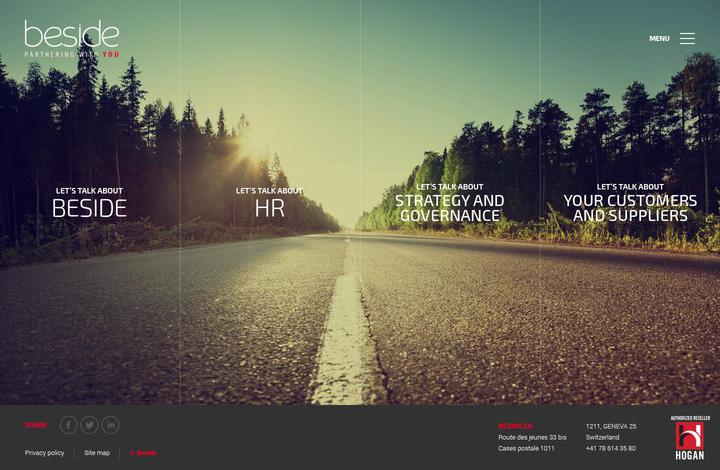 beside
PARTNERING WITH YOU
MENU
LET'S TALK ABOUT
BESIDE
LET'S TALK ABOUT
HR
LET'S TALK ABOUT
STRATEGY AND
GOVERNANCE
LET'S TALK ABOUT
YOUR CUSTOMERS
AND SUPPLIERS
SHARE
Privacy policy
Site map
© Beside
BESIDE SA
Route des jeunes 33 bis
Cases postale 1011
1211, GENEVA 25
Switzerland
+41 78 614 35 80
AUTHORIZED RESELLER
HOGAN